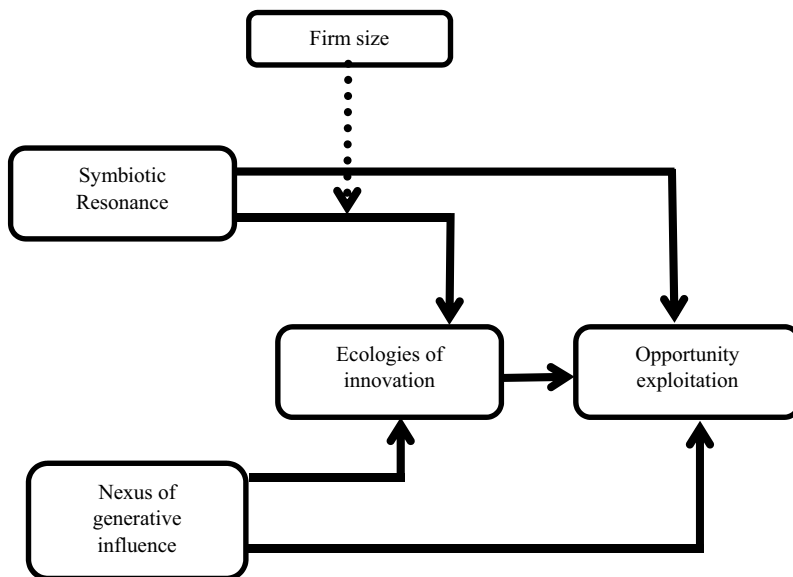 Firm size
Symbiotic
Resonance
Ecologies of
innovation
Opportunity
exploitation
Nexus of
generative
influence